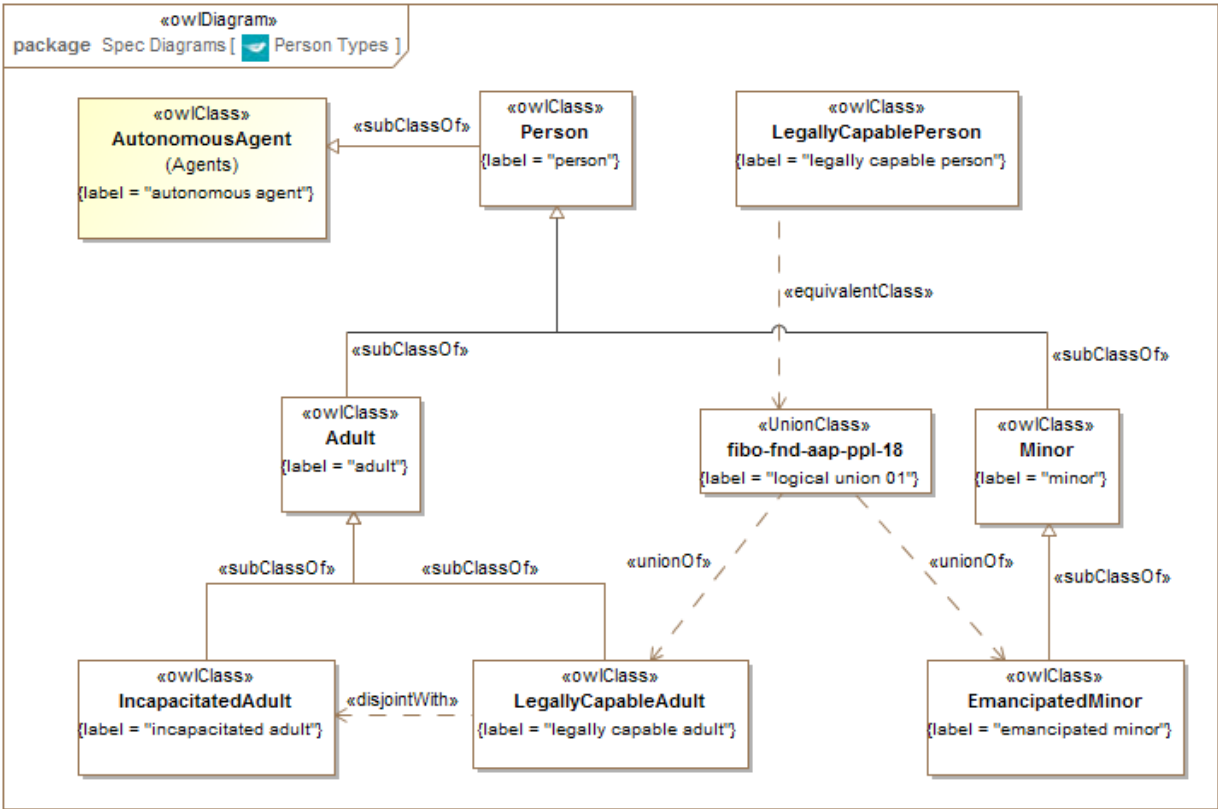 «owlDiagram»
package Spec Diagrams [ Person Types ]
«owlClass»
AutonomousAgent
(Agents)
{label = "autonomous agent"}
«subClassOf»
«owlClass»
Person
{label = "person"}
«owlClass»
LegallyCapablePerson
{label = "legally capable person"}
«equivalentClass»
«subClassOf»
«subClassOf»
«owlClass»
Adult
{label = "adult"}
«UnionClass»
fibo-fnd-aap-ppl-18
{label = "logical union 01"}
«owlClass»
Minor
{label = "minor"}
«subClassOf»
«subClassOf»
«unionOf»
«unionOf»
«subClassOf»
«owlClass»
IncapacitatedAdult
{label = "incapacitated adult"}
«disjointWith»
«owlClass»
LegallyCapableAdult
{label = "legally capable adult"}
«owlClass»
EmancipatedMinor
{label = "emancipated minor"}